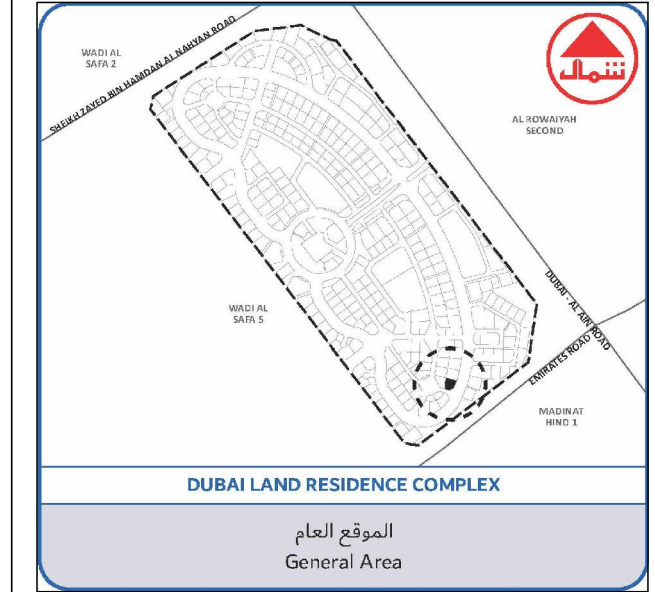 WADI AL
SAFA 2
SHEIKH ZAYED BIN HAMDAN AL NAHYAN ROAD
شمال
AL ROWAIYAH
SECOND
WADI AL
SAFA 5
DUBAI - AL AIN ROAD
EMIRATES ROAD
MADINAT
HIND 1
DUBAI LAND RESIDENCE COMPLEX
الموقع العام
General Area